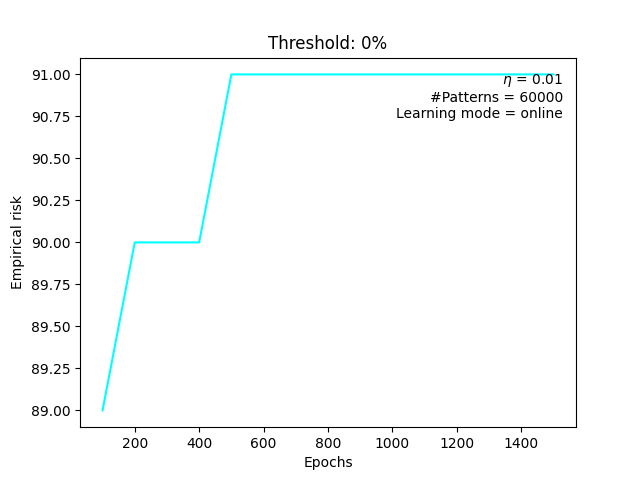 Threshold: 0%
91.00
90.75
90.50
90.25
90.00
89.75
89.50
89.25
89.00
Empirical risk
η = 0.01
#Patterns = 60000
Learning mode = online
200 400 600 800 1000 1200 1400
Epochs